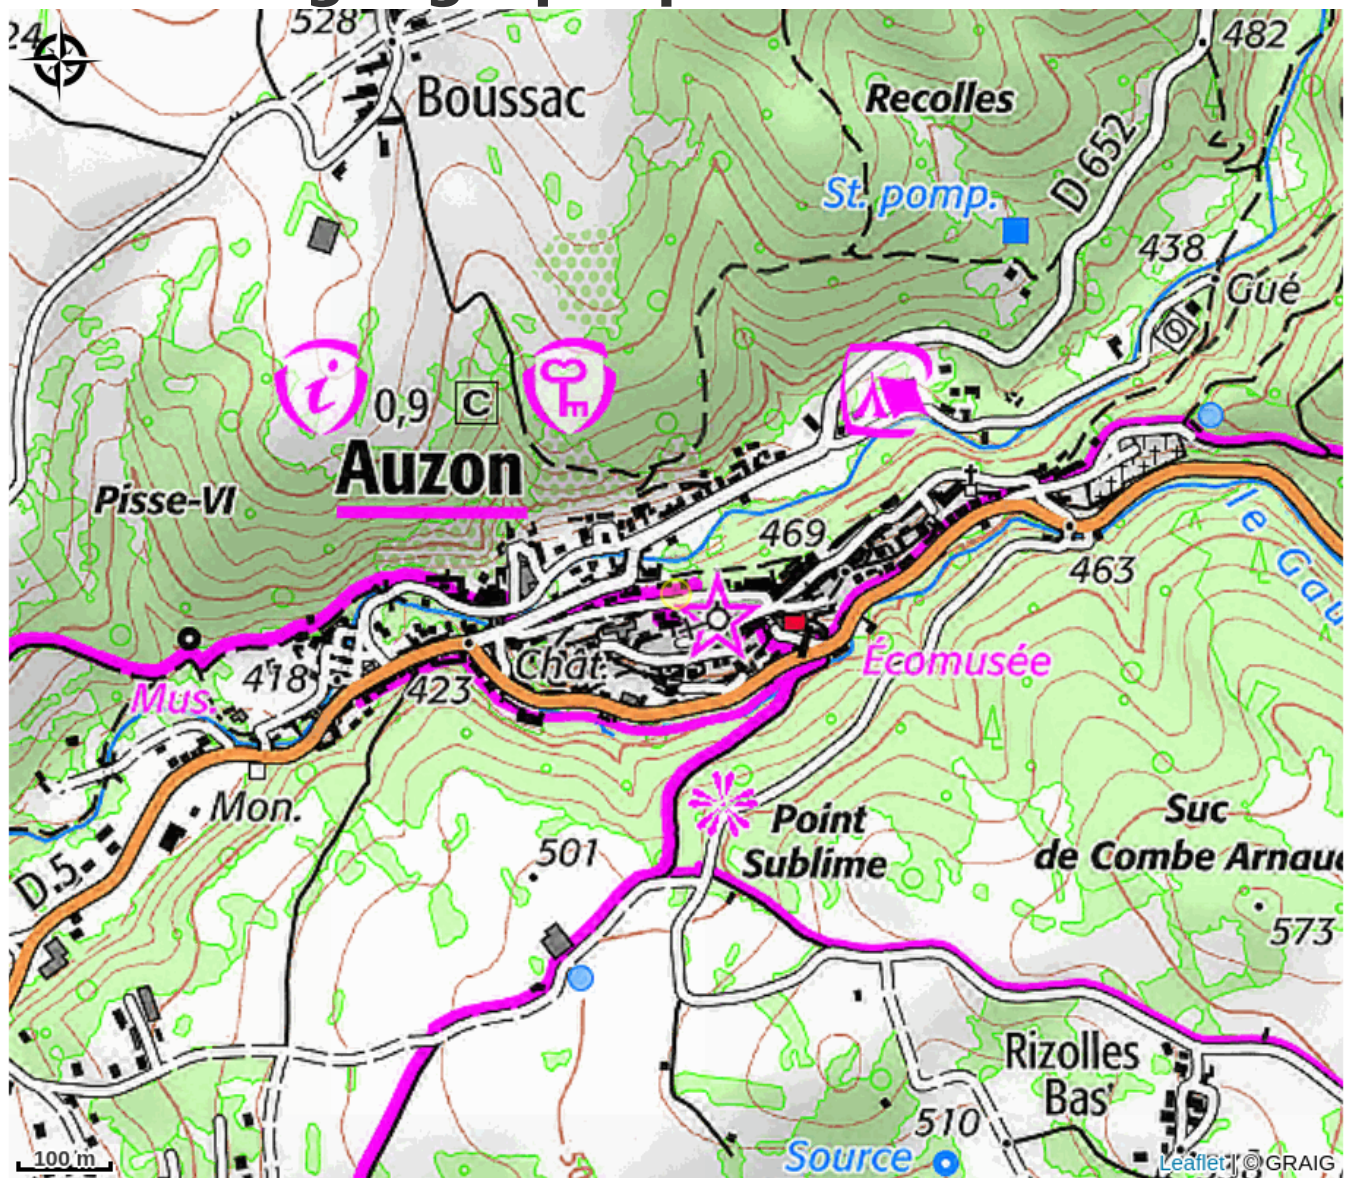 528
24
482
Boussac
Recolles
D 652
St. pomp.
438
Gué
i
0,9
C
Auzon
Pisse-VI
469
le Gau
463
Chât.
Écomusée
418
423
Mus.
Mon.
Point
Sublime
Suc
de Combe Arnaud
D 5
501
573
Rizolles
Bas
510
Source
100 m
Leaflet | © GRAIG